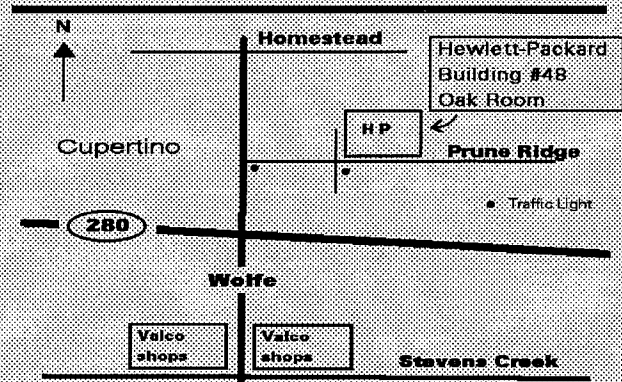 N
Homestead
Hewlett-Packard
Building #48
Oak Room
HP
Cupertino
Prune Ridge
Traffic Light
280
Wolfe
Valco
shops
Valco
shops
Stevens Creek